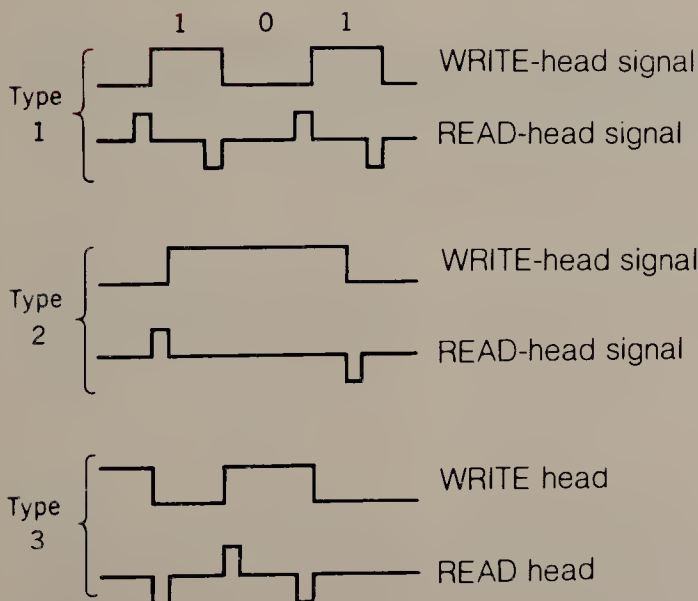 1 0 1
Type
1
WRITE-head signal
READ-head signal
Type
2
WRITE-head signal
READ-head signal
Type
3
WRITE head
READ head